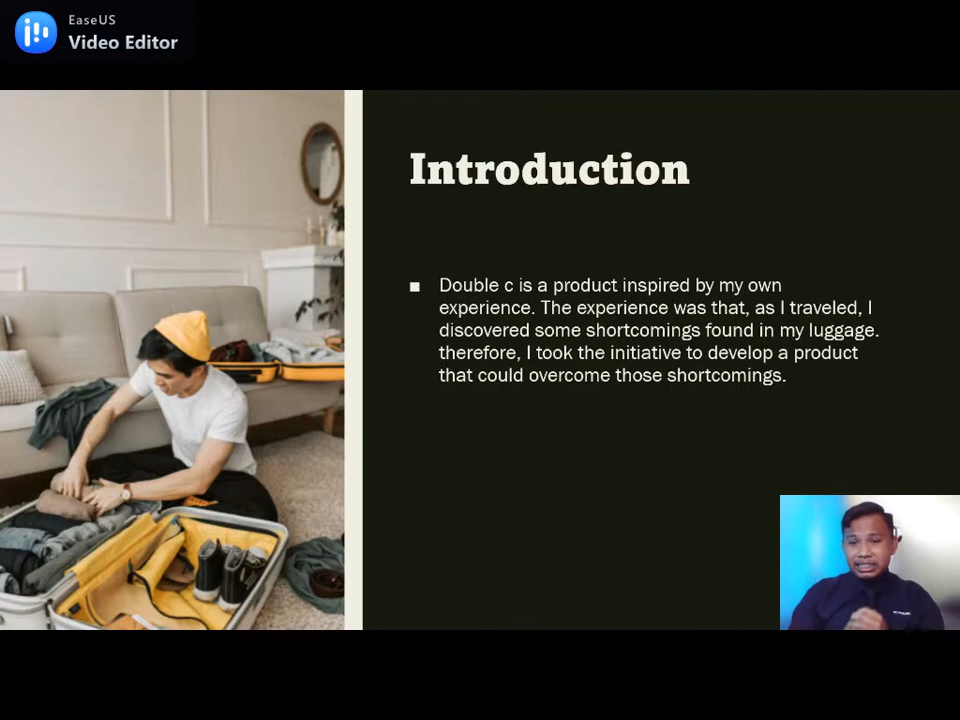 EaseUS
Video Editor
Introduction
Double c is a product inspired by my own
experience. The experience was that, as I traveled, I
discovered some shortcomings found in my luggage.
therefore, I took the initiative to develop a product
that could overcome those shortcomings.